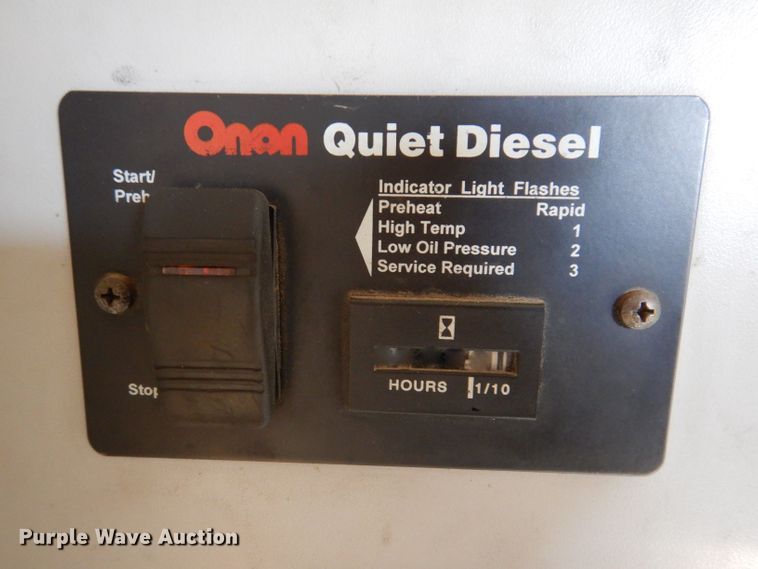 Onan Quiet Diesel
Start/
Preh
Indicator Light Flashes
Preheat Rapid
High Temp 1
Low Oil Pressure 2
Service Required 3
Stop
HOURS 1/10
Purple Wave Auction